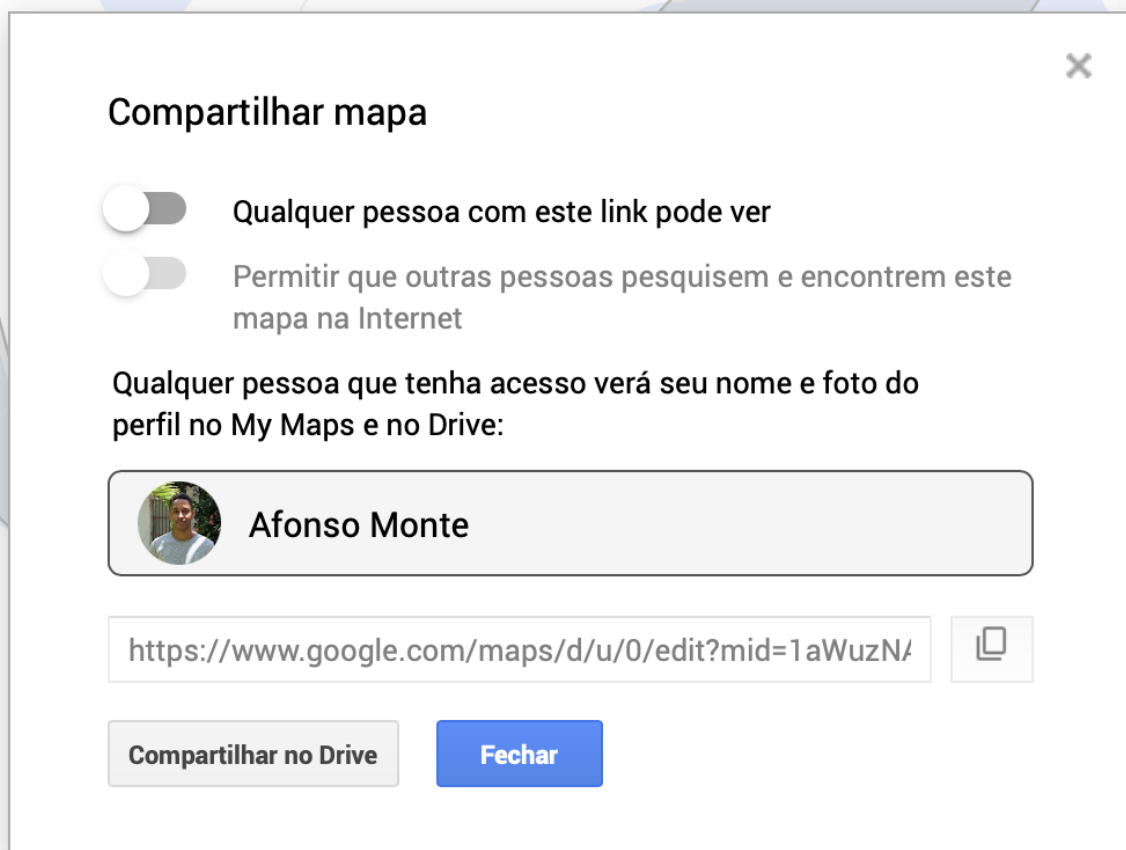 Compartilhar mapa
Qualquer pessoa com este link pode ver
Permitir que outras pessoas pesquisem e encontrem este
mapa na Internet
Qualquer pessoa que tenha acesso verá seu nome e foto do
perfil no My Maps e no Drive:
Afonso Monte
https://www.google.com/maps/d/u/0/edit?mid=1aWuzNA
Compartilhar no Drive
Fechar